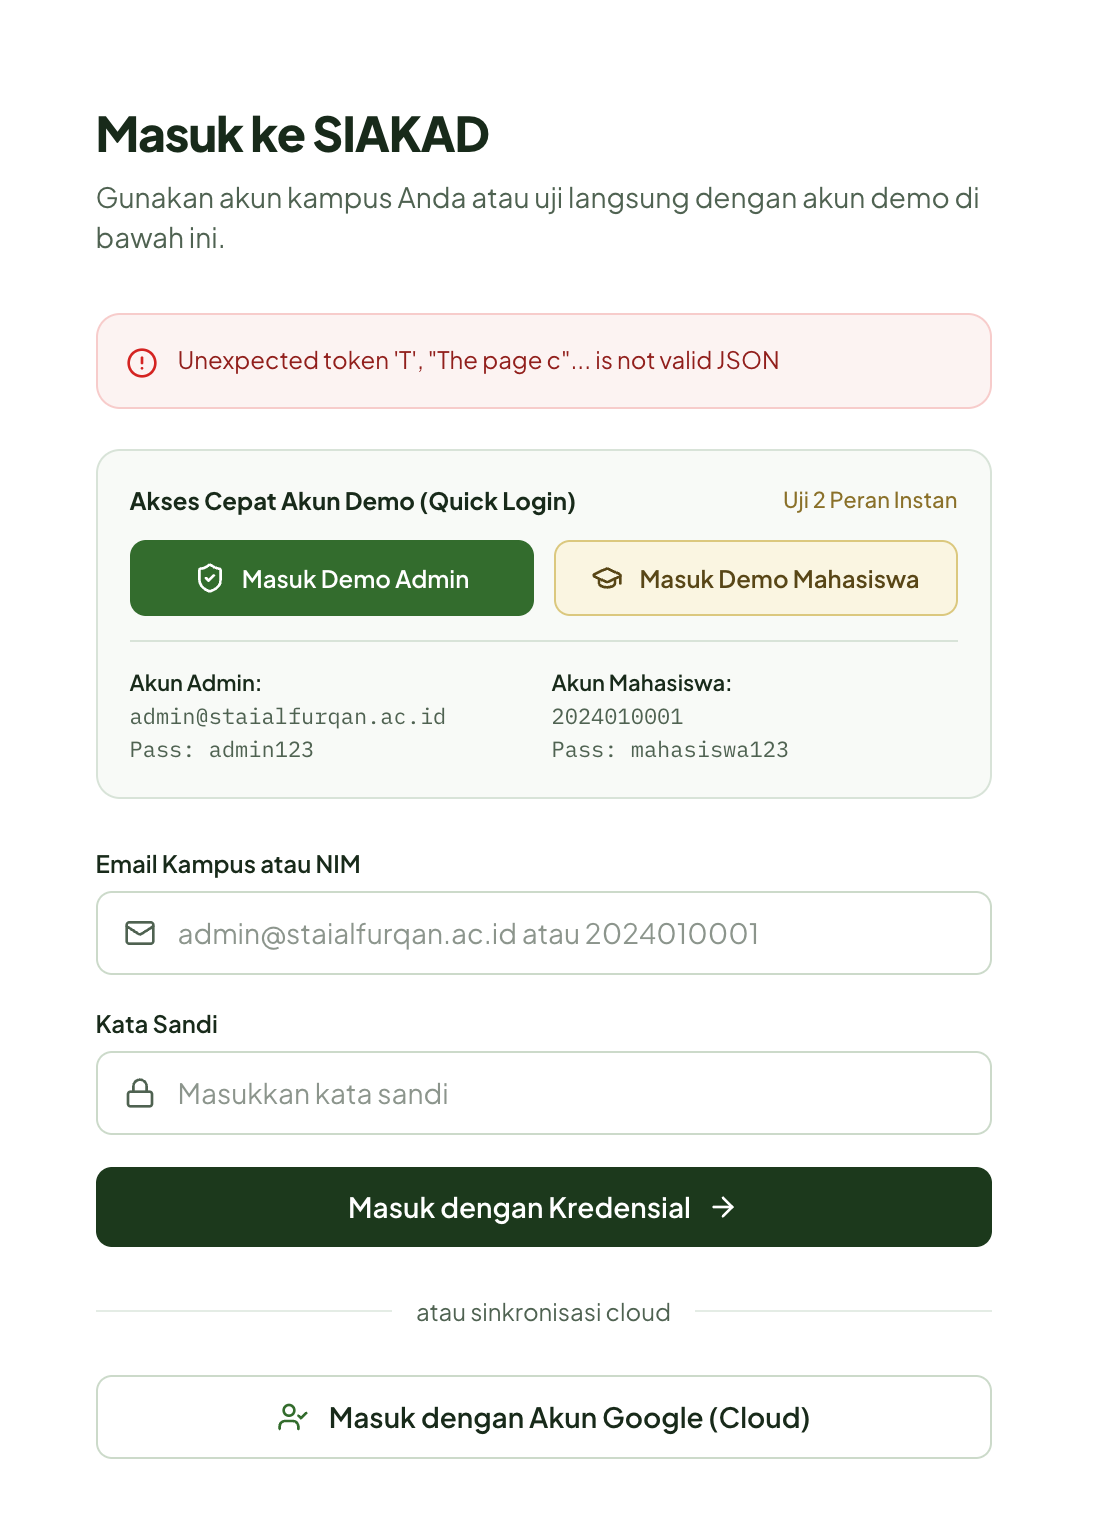 Masuk ke SIAKAD
Gunakan akun kampus Anda atau uji langsung dengan akun demo di
bawah ini.
Unexpected token 'T', "The page c"... is not valid JSON
Akses Cepat Akun Demo (Quick Login)
Uji 2 Peran Instan
Masuk Demo Admin
Masuk Demo Mahasiswa
Akun Admin:
admin@staialfurqan.ac.id
Pass: admin123
Akun Mahasiswa:
2024010001
Pass: mahasiswa123
Email Kampus atau NIM
admin@staialfurqan.ac.id atau 2024010001
Kata Sandi
Masukkan kata sandi
Masuk dengan Kredensial
atau sinkronisasi cloud
Masuk dengan Akun Google (Cloud)